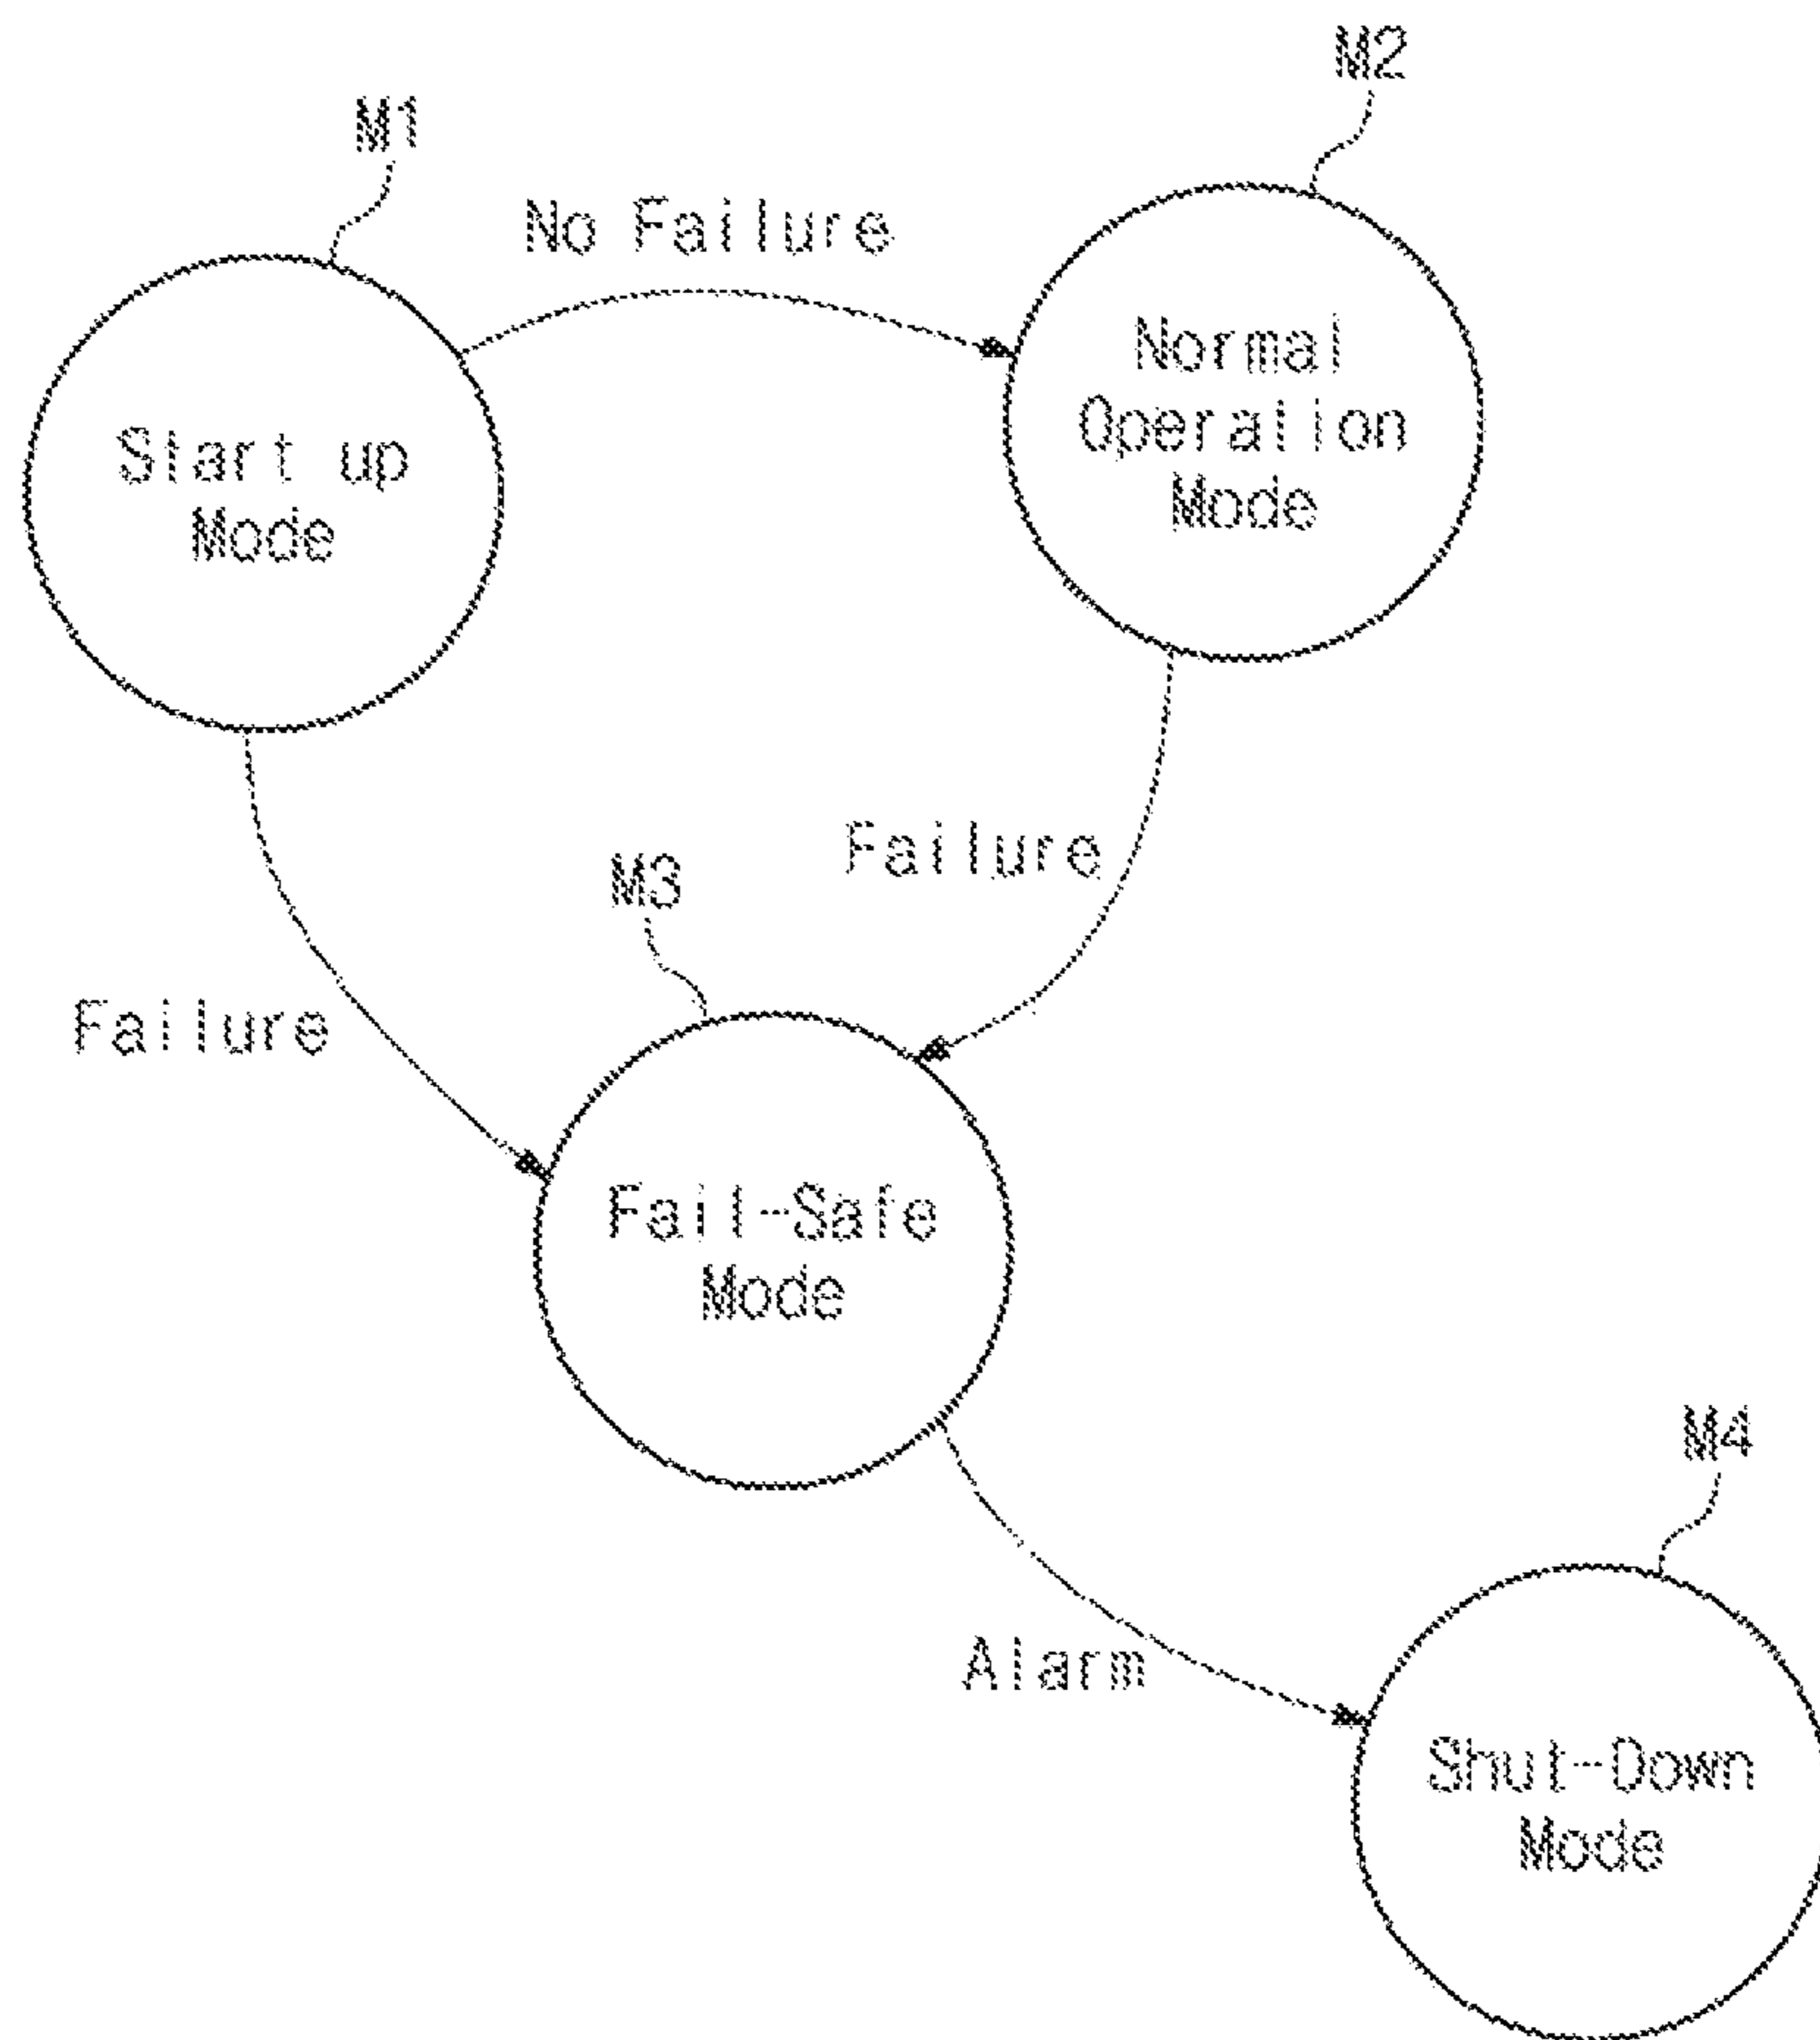 M2
M1
No Failure
Normal
Operation
Mode
Start up
Mode
Failure
M3
Failure
Fail-Safe
Mode
M4
Alarm
Shut-Down
Mode